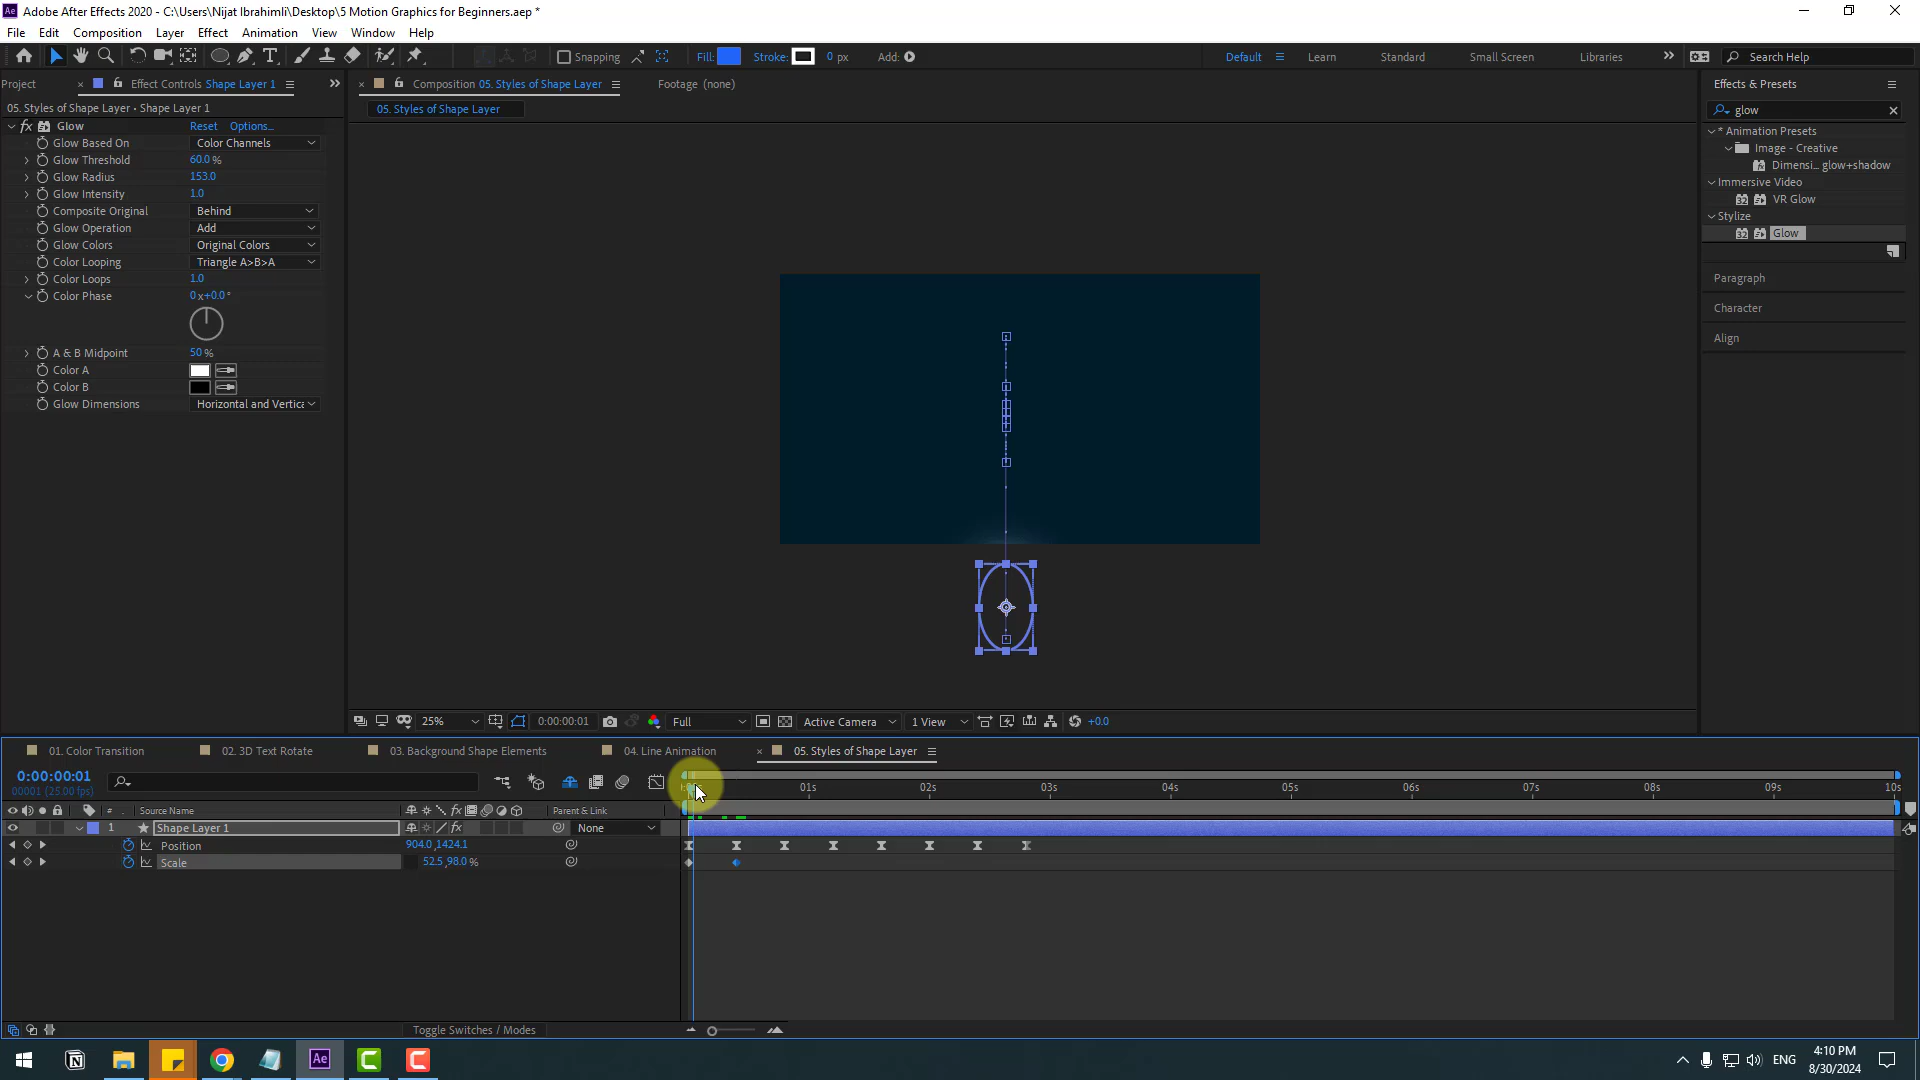 Adobe After Effects 2020 - C:\Users\Nijat Ibrahimli\Desktop\5 Motion Graphics for Beginners.aep *
File Edit Composition Layer Effect Animation View Window Help
Snapping Fill: Stroke: 0 px Add: Default Learn Standard Small Screen Libraries Search Help
Project Effect Controls Shape Layer 1 Composition 05. Styles of Shape Layer Footage (none) Effects & Presets
05. Styles of Shape Layer • Shape Layer 1
05. Styles of Shape Layer
glow
fx Glow Reset Options...
Glow Based On Color Channels
Glow Threshold 60.0 %
Glow Radius 153.0
Glow Intensity 1.0
Composite Original Behind
Glow Operation Add
Glow Colors Original Colors
Color Looping Triangle A>B>A
Color Loops 1.0
Color Phase 0 x+0.0 °
A & B Midpoint 50 %
Color A
Color B
Glow Dimensions Horizontal and Vertica
* Animation Presets
Image - Creative
Dimensi... glow+shadow
Immersive Video
32 VR Glow
Stylize
32 Glow
Paragraph
Character
Align
25% 0:00:00:01 Full Active Camera 1 View +0.0
01. Color Transition 02. 3D Text Rotate 03. Background Shape Elements 04. Line Animation 05. Styles of Shape Layer
0:00:00:01
00001 (25.00 fps)
01s 02s 03s 04s 05s 06s 07s 08s 09s 10s
# Source Name fx Parent & Link
1 Shape Layer 1 fx None
Position 904.0 ,1424.1
Scale 52.5 ,98.0 %
Toggle Switches / Modes
Ae
ENG
4:10 PM
8/30/2024